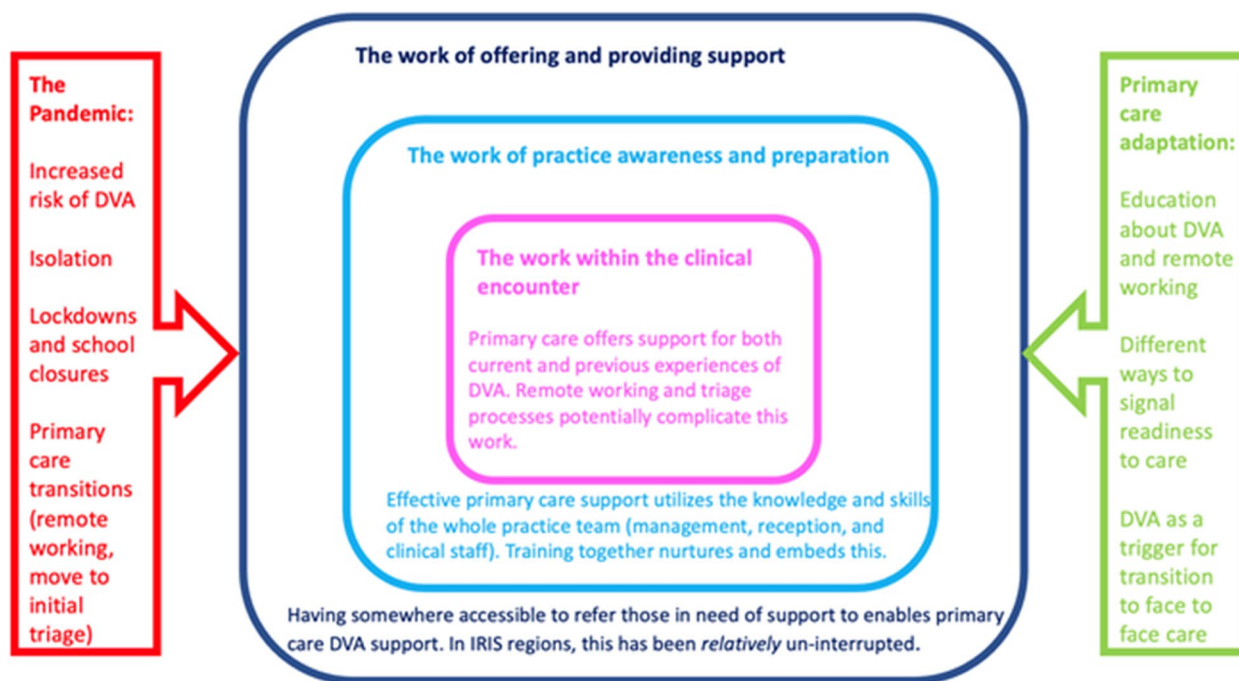 The
Pandemic:
Increased
risk of DVA
Isolation
Lockdowns
and school
closures
Primary
care
transitions
(remote
working,
move to
initial
triage)
The work of offering and providing support
The work of practice awareness and preparation
The work within the clinical
encounter
Primary care offers support for both
current and previous experiences of
DVA. Remote working and triage
processes potentially complicate this
work.
Effective primary care support utilizes the knowledge and skills
of the whole practice team (management, reception, and
clinical staff). Training together nurtures and embeds this.
Having somewhere accessible to refer those in need of support to enables primary
care DVA support. In IRIS regions, this has been relatively un-interrupted.
Primary
care
adaptation:
Education
about DVA
and remote
working
Different
ways to
signal
readiness
to care
DVA as a
trigger for
transition
to face to
face care